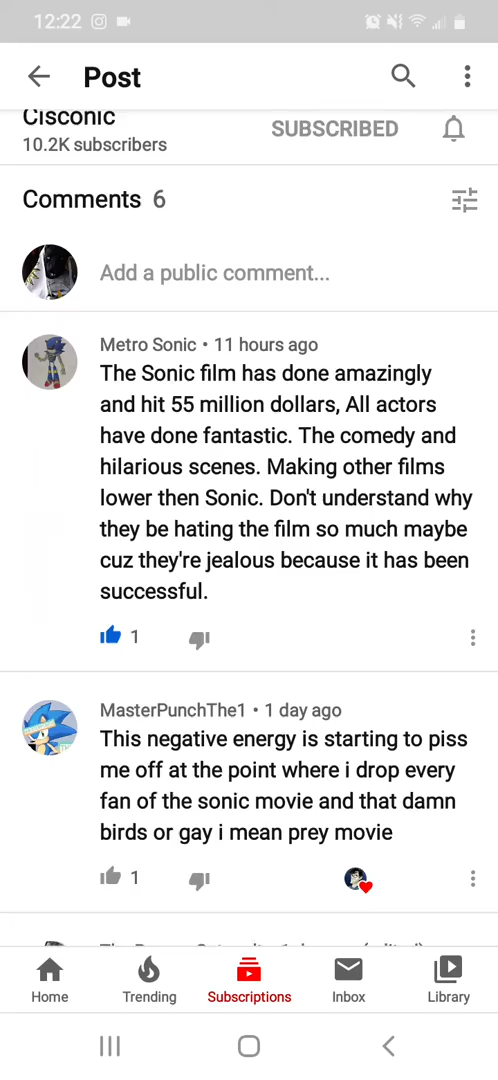 12:22
Post
Cisconic
10.2K subscribers
SUBSCRIBED
Comments 6
Add a public comment...
Metro Sonic • 11 hours ago
The Sonic film has done amazingly
and hit 55 million dollars, All actors
have done fantastic. The comedy and
hilarious scenes. Making other films
lower then Sonic. Don't understand why
they be hating the film so much maybe
cuz they're jealous because it has been
successful.
1
MasterPunchThe1 • 1 day ago
This negative energy is starting to piss
me off at the point where i drop every
fan of the sonic movie and that damn
birds or gay i mean prey movie
1
Home
Trending
Subscriptions
Inbox
Library